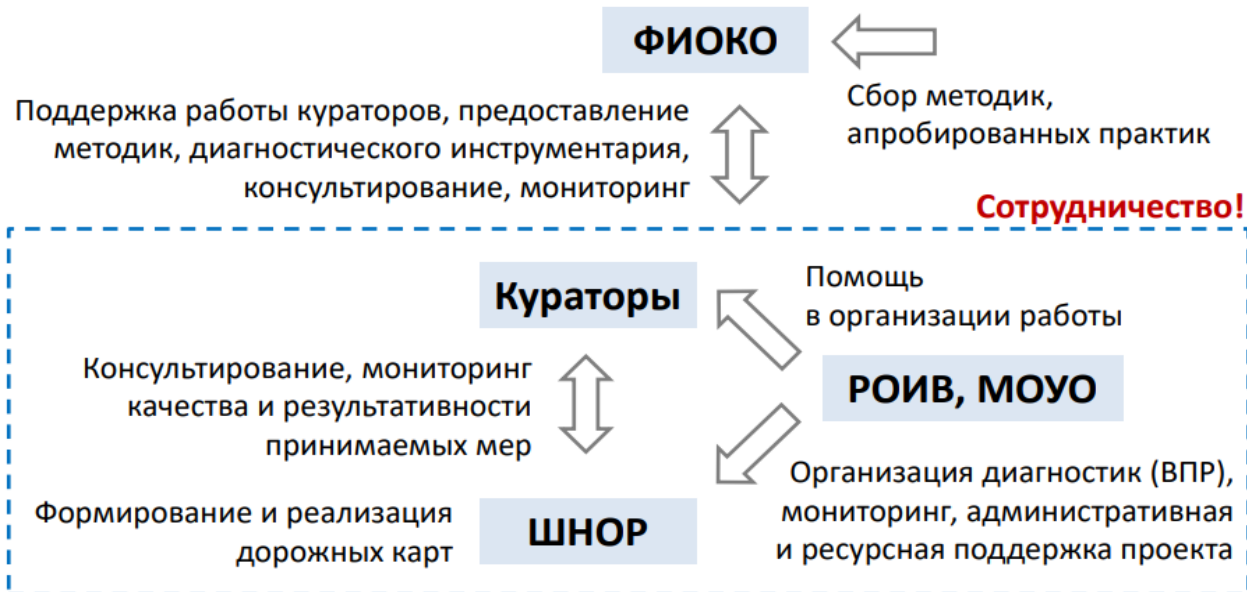 ФИОКО
Сбор методик,
апробированных практик
Поддержка работы кураторов, предоставление
методик, диагностического инструментария,
консультирование, мониторинг
Сотрудничество!
Кураторы
Помощь
в организации работы
Консультирование, мониторинг
качества и результативности
принимаемых мер
РОИВ, МОУО
Формирование и реализация
дорожных карт
ШНОР
Организация диагностик (ВПР),
мониторинг, административная
и ресурсная поддержка проекта